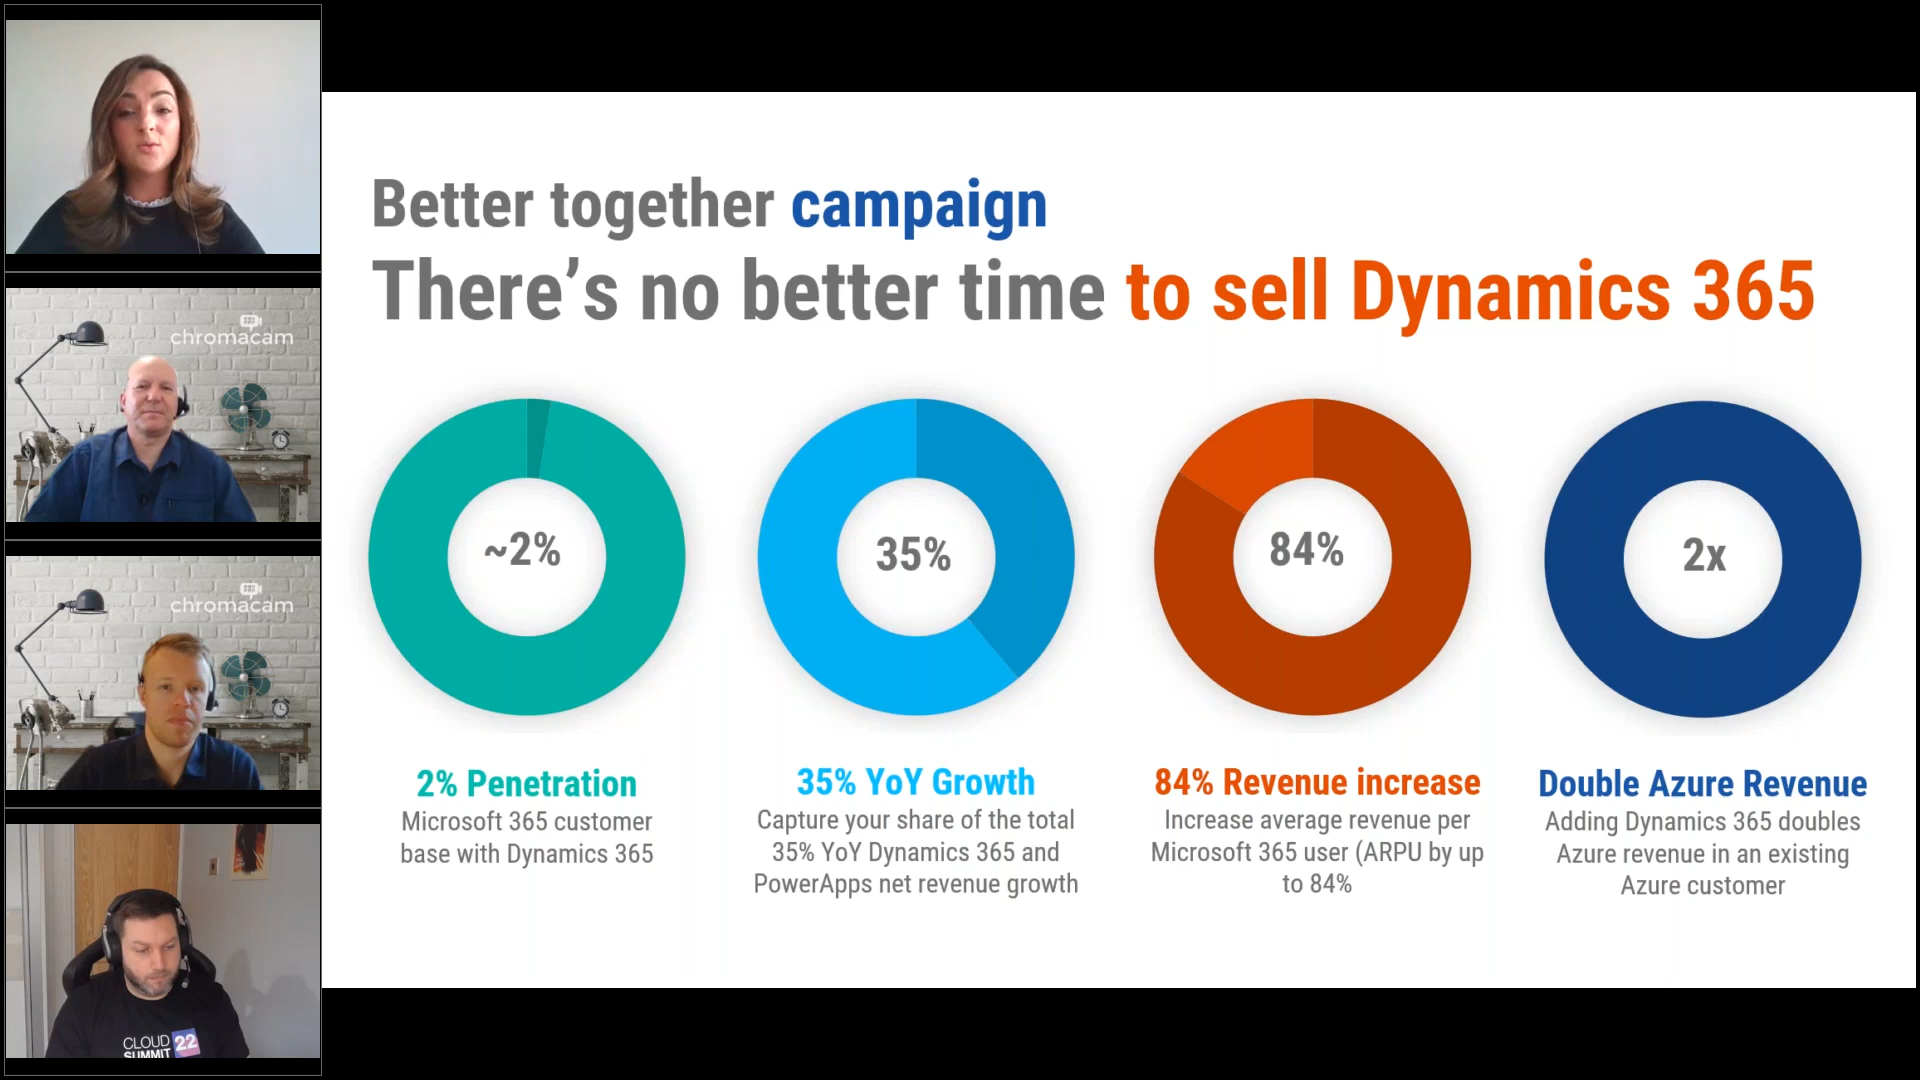 Better together campaign
There's no better time to sell Dynamics 365
~2%
35%
84%
2x
2% Penetration
Microsoft 365 customer
base with Dynamics 365
35% YoY Growth
Capture your share of the total
35% YoY Dynamics 365 and
PowerApps net revenue growth
84% Revenue increase
Increase average revenue per
Microsoft 365 user (ARPU by up
to 84%
Double Azure Revenue
Adding Dynamics 365 doubles
Azure revenue in an existing
Azure customer
chromacam
chromacam
CLOUD 22
SUMMIT